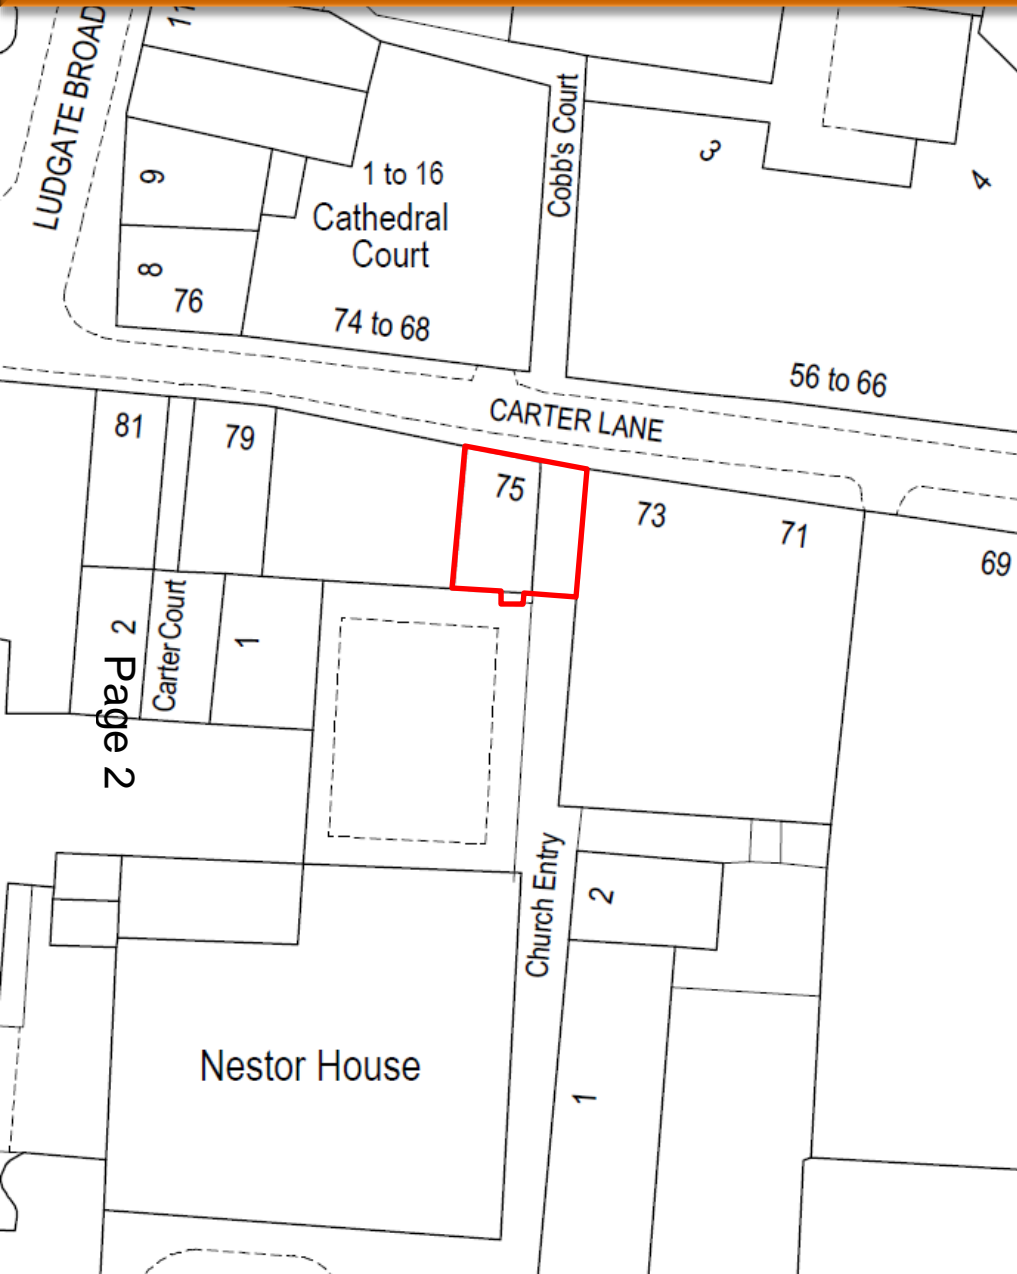 11
LUDGATE BROAD
Cobb's Court
3
4
9
1 to 16
Cathedral
Court
8
76
74 to 68
56 to 66
CARTER LANE
81
79
75
73
71
69
2
Carter Court
1
Page 2
Church Entry
2
Nestor House
1